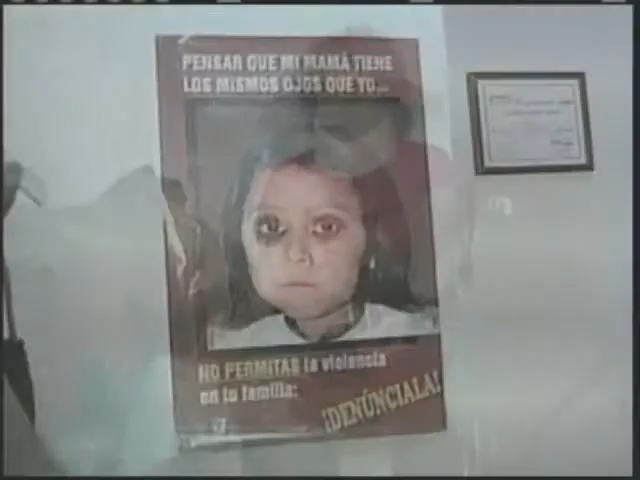 PENSAR QUE MI MAMÁ TIENE
LOS MISMOS OJOS QUE YO...
NO PERMITAS la violencia
en tu familia:
¡DENÚNCIALA!